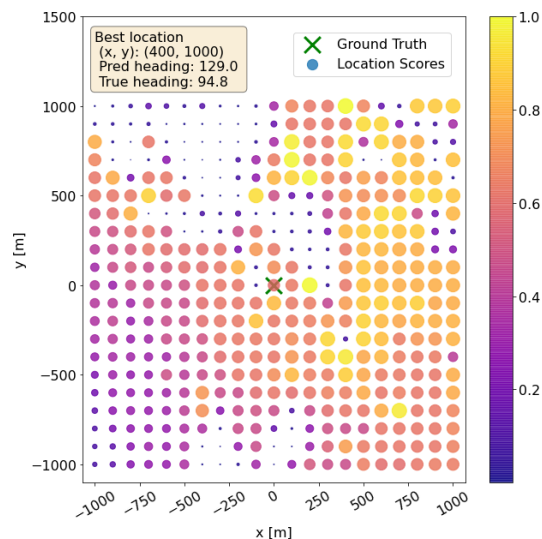 Best location
(x, y): (400, 1000)
Pred heading: 129.0
True heading: 94.8
Ground Truth
Location Scores
1500
1000
500
0
−500
−1000
y [m]
−1000
−750
−500
−250
0
250
500
750
1000
x [m]
1.0
0.8
0.6
0.4
0.2